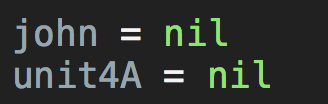 john = nil
unit4A = nil